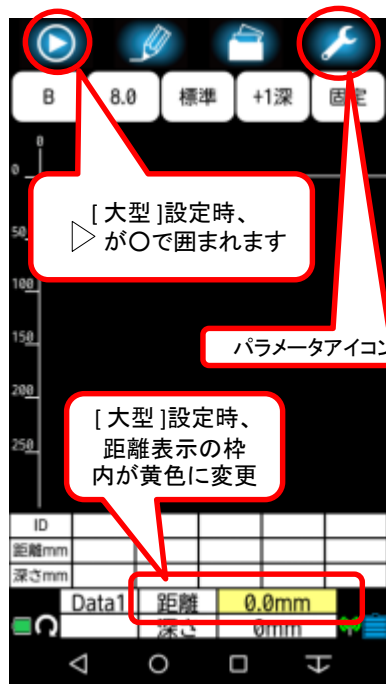 B 8.0 標準 +1深 固定
0
0
50
[大型]設定時、
▷が〇で囲まれます
100
150
パラメータアイコン
200
[大型]設定時、
距離表示の枠
内が黄色に変更
250
ID
距離mm
深さmm
Data1 距離 0.0mm
深さ 0mm